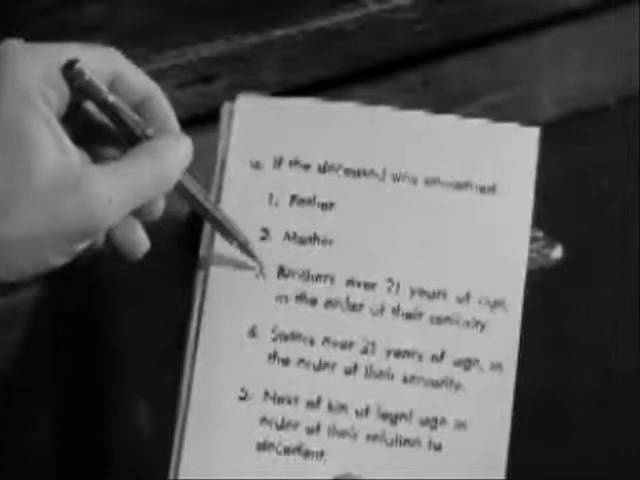 a. If the deceased was unmarried
1. Father
2. Mother
3. Brothers over 21 years of age,
in the order of their seniority
4. Sisters over 21 years of age, in
the order of their seniority.
5. Next of kin of legal age in
order of their relation to
decedent.